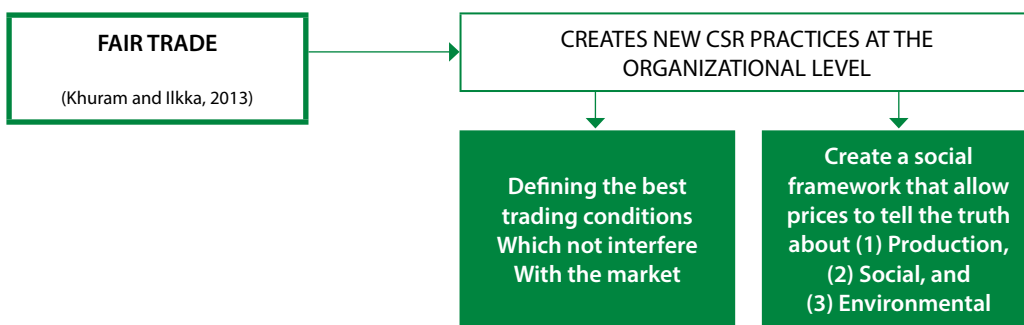 FAIR TRADE
(Khuram and Ilkka, 2013)
CREATES NEW CSR PRACTICES AT THE
ORGANIZATIONAL LEVEL
Defining the best
trading conditions
Which not interfere
With the market
Create a social
framework that allow
prices to tell the truth
about (1) Production,
(2) Social, and
(3) Environmental